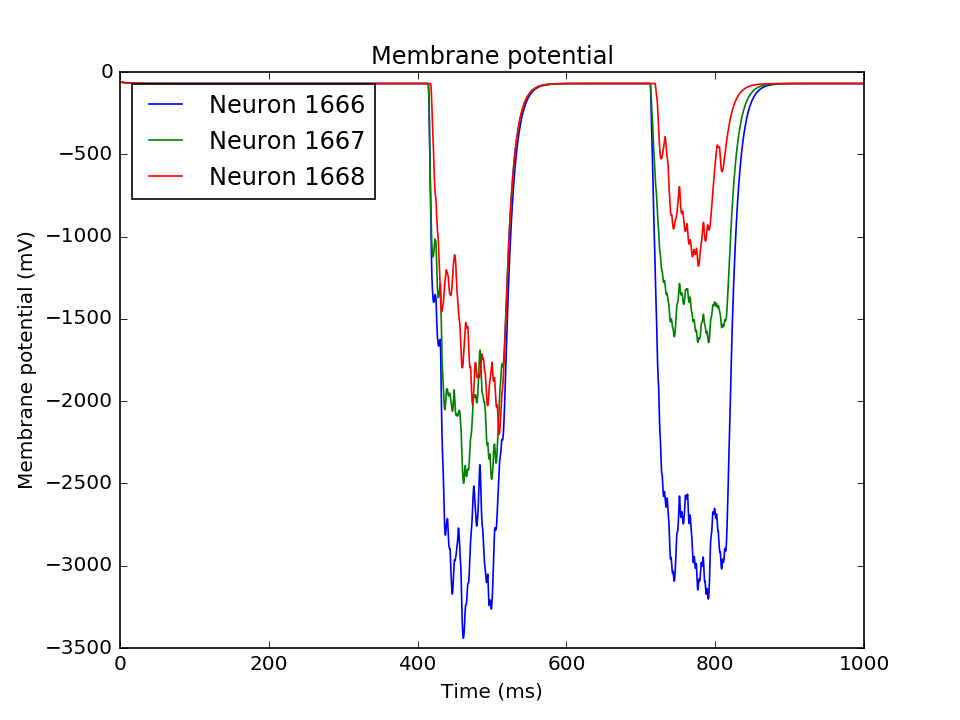 Membrane potential
0
−500
−1000
−1500
−2000
−2500
−3000
−3500
Membrane potential (mV)
Neuron 1666
Neuron 1667
Neuron 1668
0 200 400 600 800 1000
Time (ms)